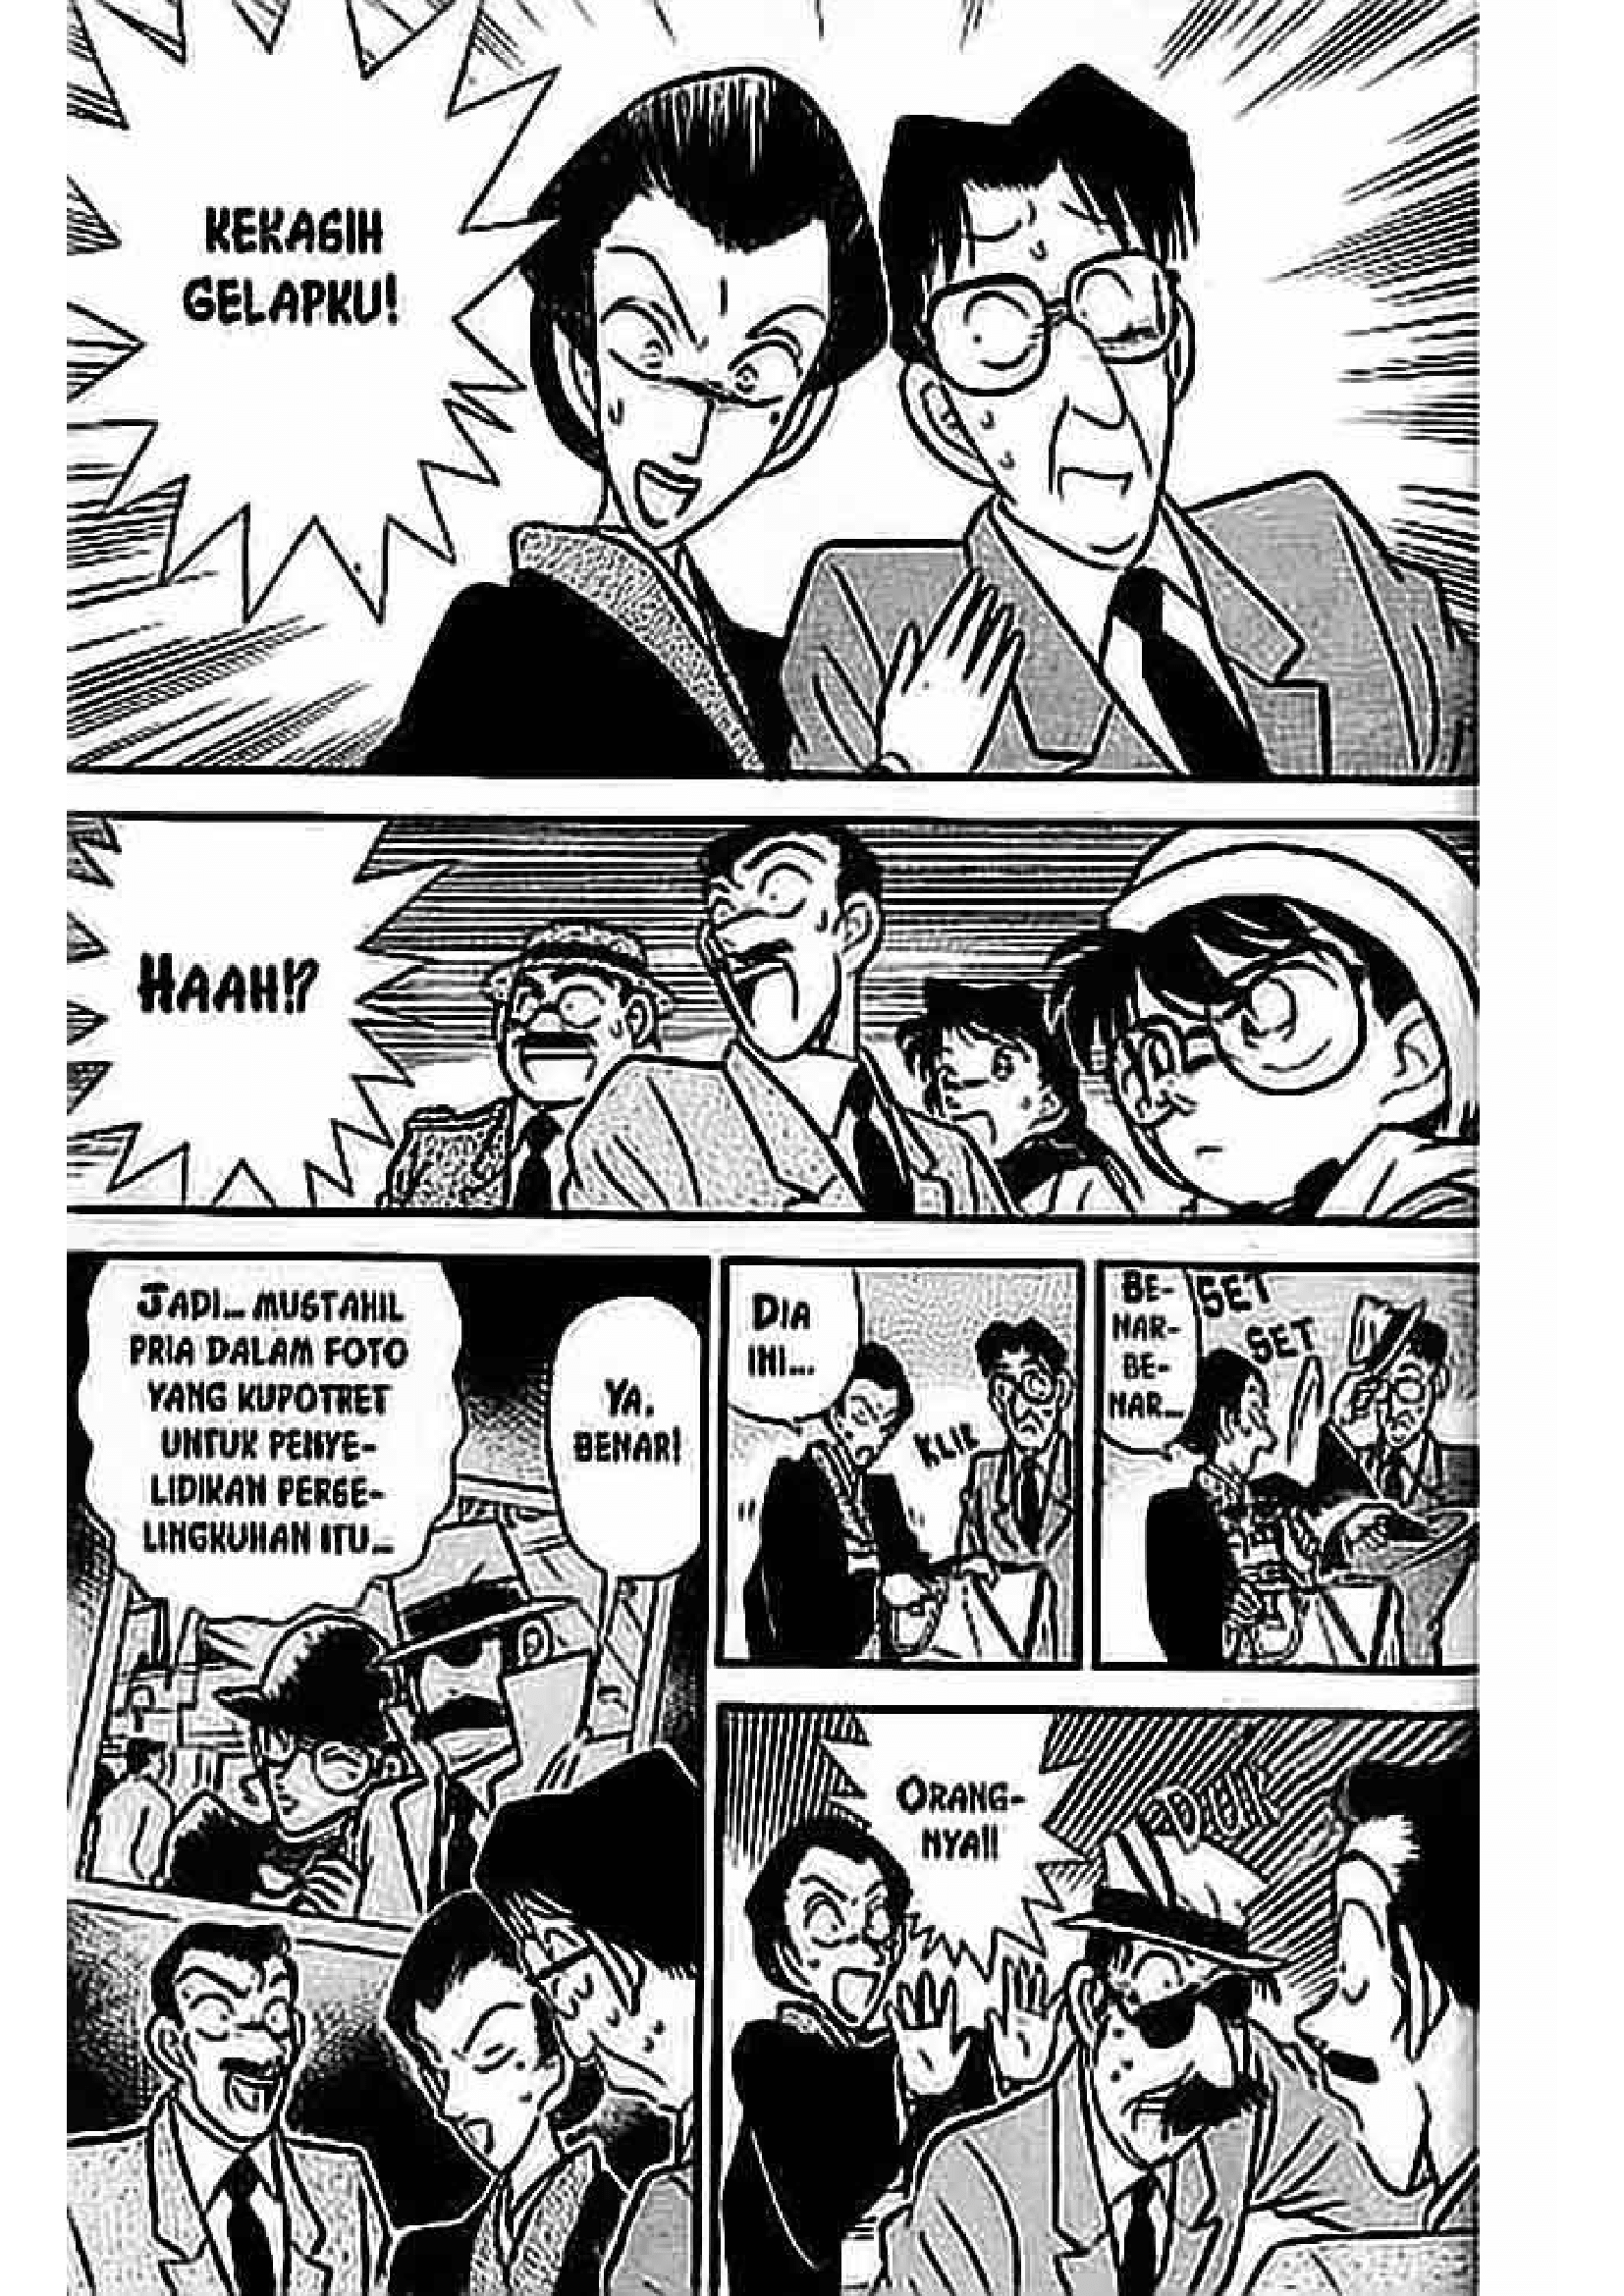 KEKASIH
GELAPKU!
HAAH!?
BE-
NAR-
BE-
NAR...
SET
SET
DIA
INI...
KLIK
ORANG-
NYA!!
YA,
BENAR!
JADI... MUSTAHIL
PRIA DALAM FOTO
YANG KUPOTRET
UNTUK PENYE-
LIDIKAN PERSE-
LINGKUHAN ITU...